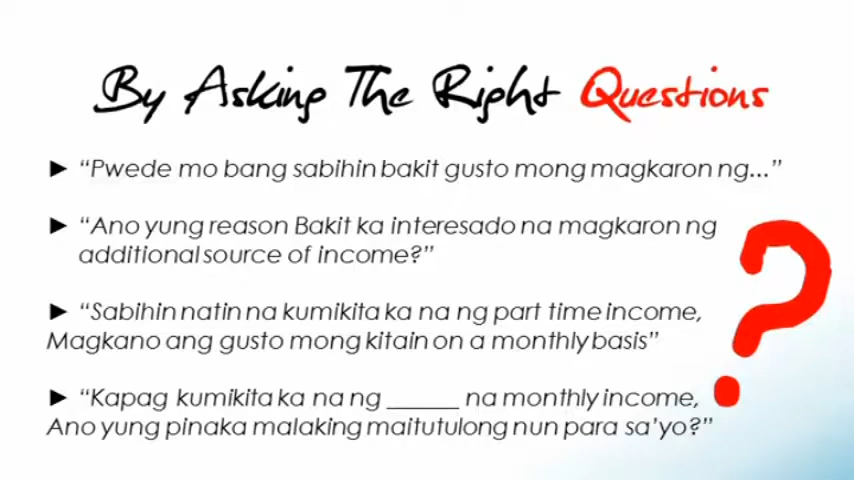 By Asking The Right Questions
► “Pwede mo bang sabihin bakit gusto mong magkaron ng...”
► “Ano yung reason Bakit ka interesado na magkaron ng
additional source of income?”
► “Sabihin natin na kumikita ka na ng part time income,
Magkano ang gusto mong kitain on a monthly basis”
► “Kapag kumikita ka na ng ______ na monthly income,
Ano yung pinaka malaking maitutulong nun para sa'yo?”
?